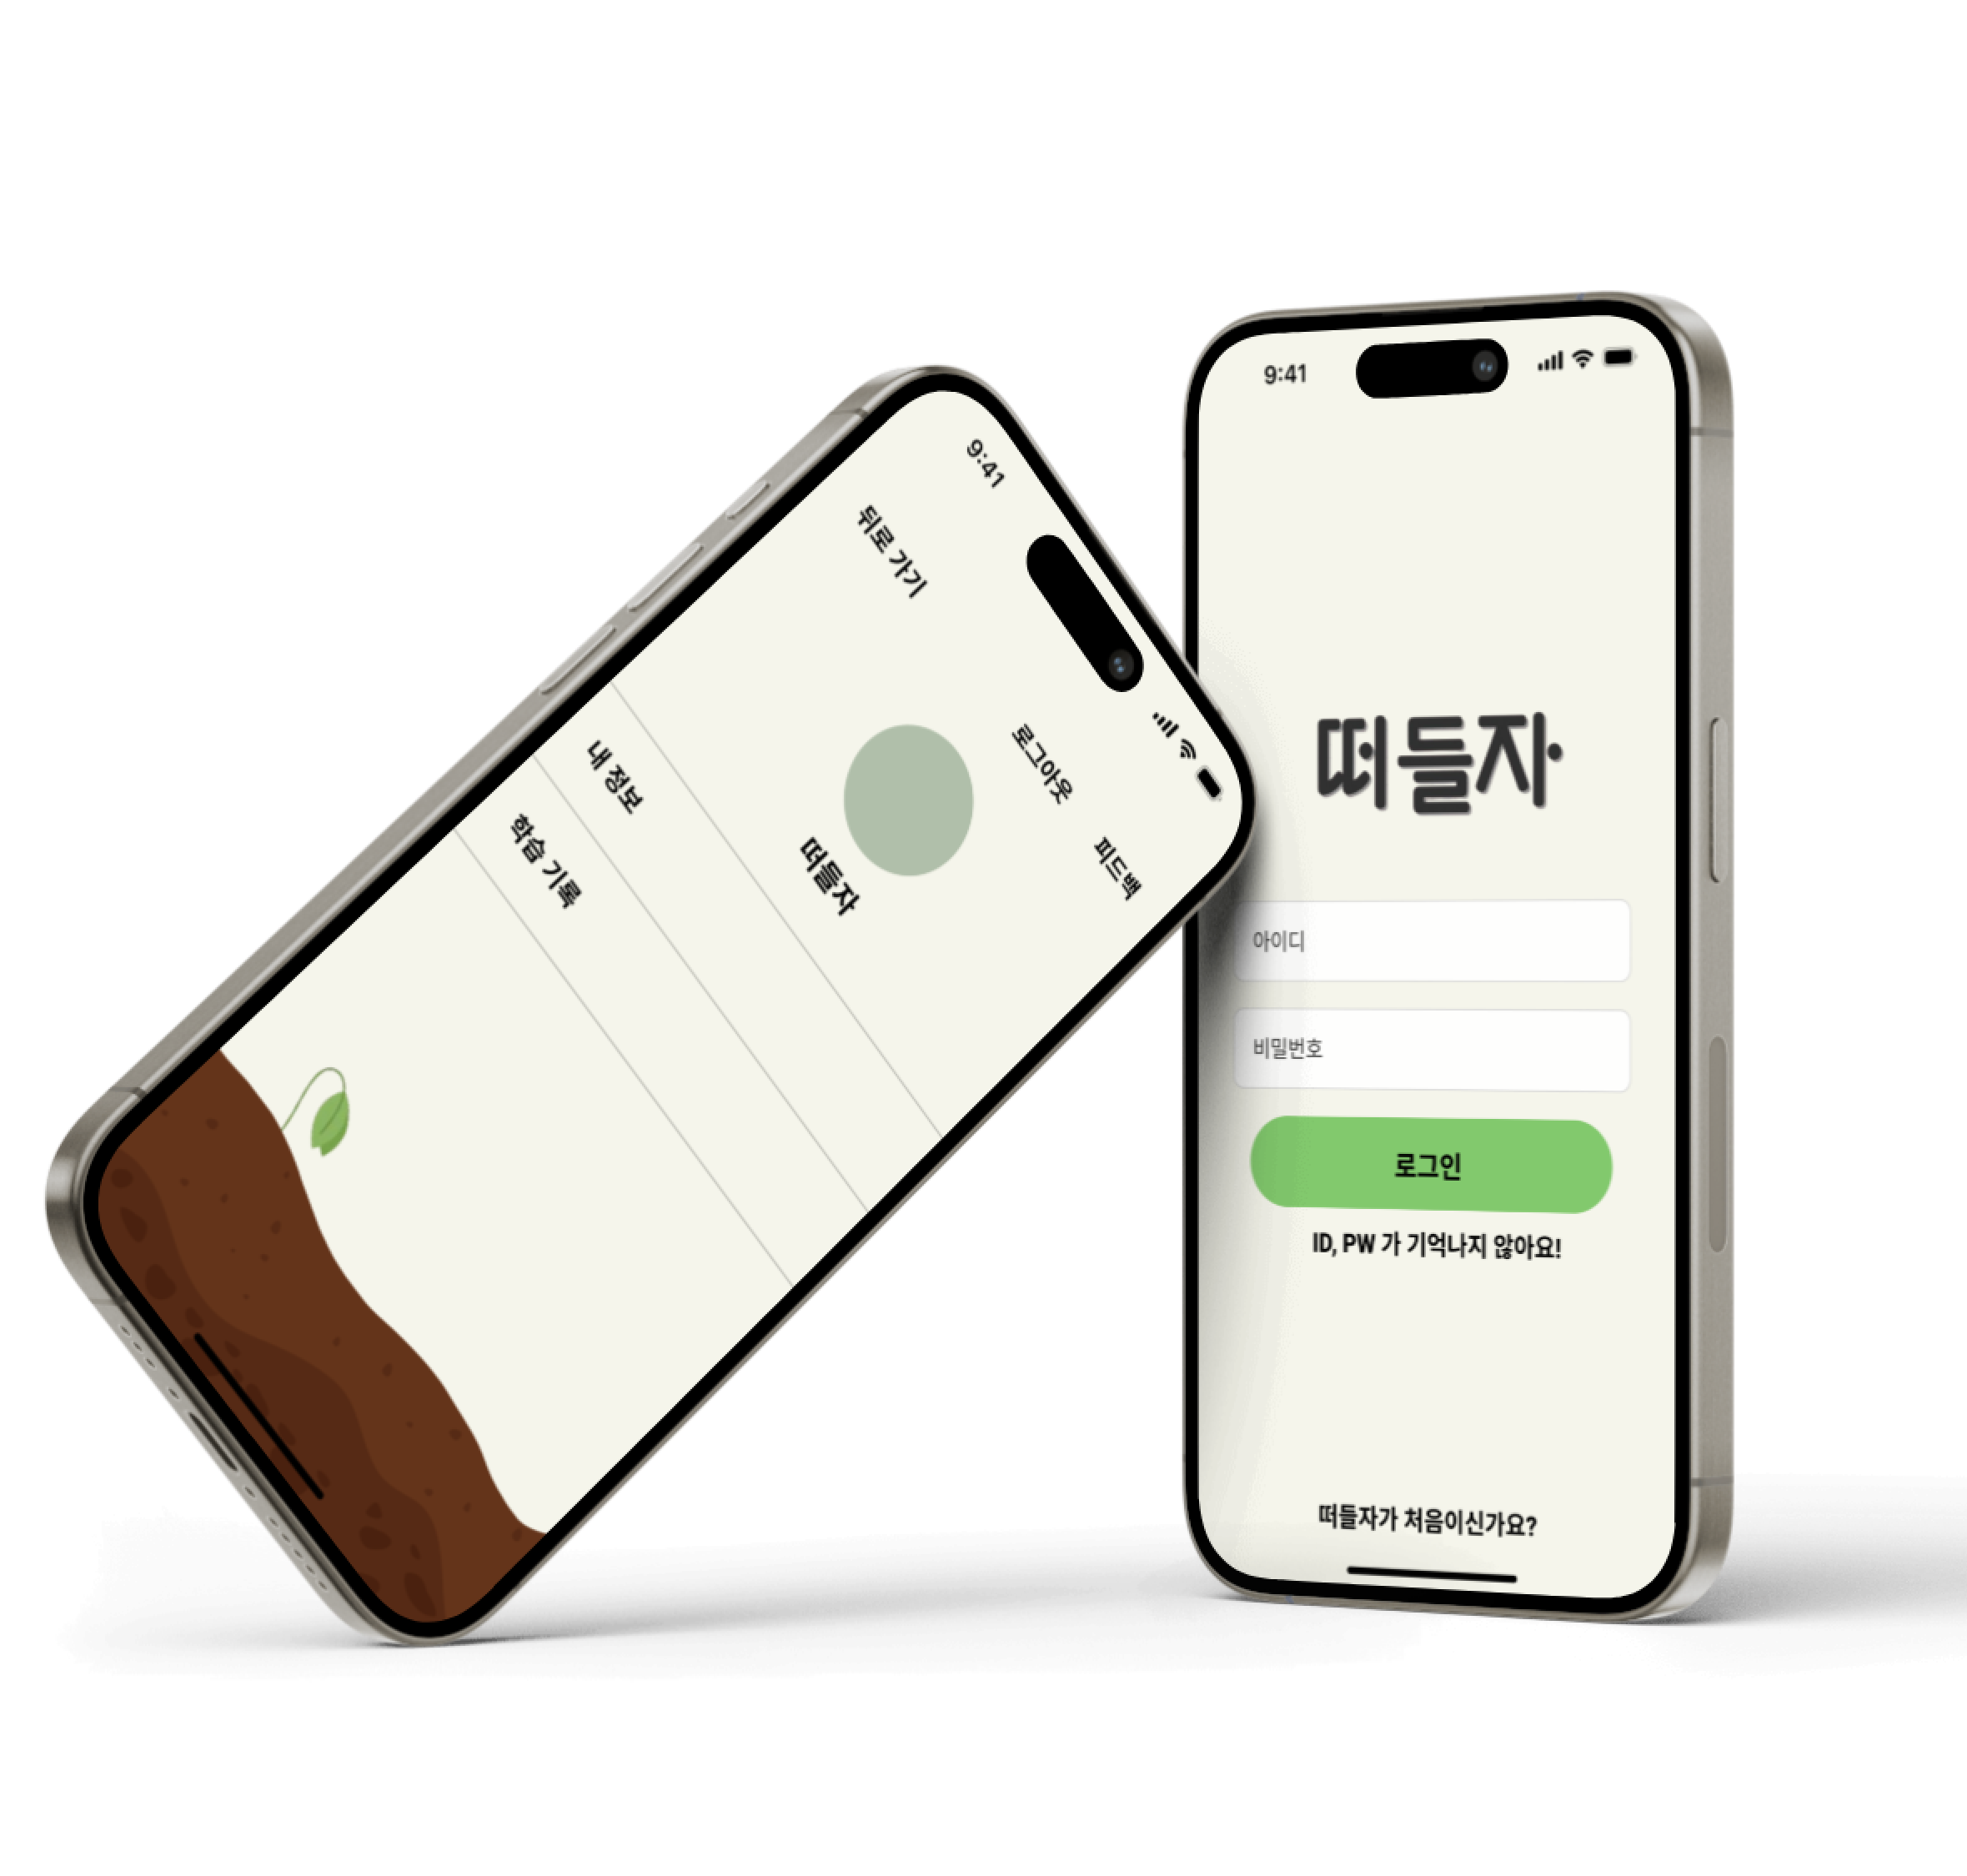 9:41
뒤로 가기
로그아웃
피드백
떠들자
내 정보
학습 기록
9:41
떠들자
아이디
비밀번호
로그인
ID, PW 가 기억나지 않아요!
떠들자가 처음이신가요?